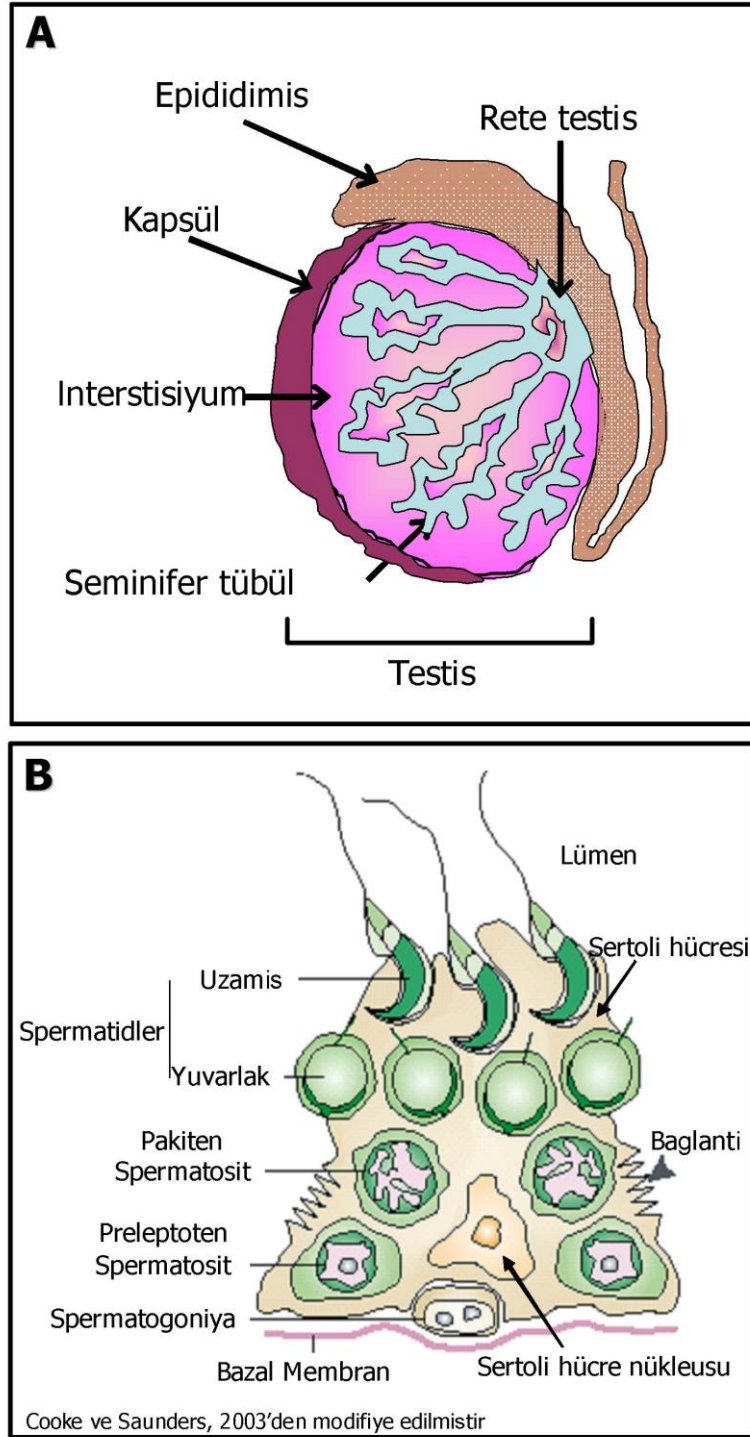 A
Epididimis
Rete testis
Kapsül
Interstisiyum
Seminifer tübül
Testis
B
Lümen
Sertoli hücresi
Uzamis
Spermatidler
Yuvarlak
Pakiten
Spermatosit
Baglanti
Preleptoten
Spermatosit
Spermatogoniya
Bazal Membran
Sertoli hücre nükleusu
Cooke ve Saunders, 2003'den modifiye edilmistir